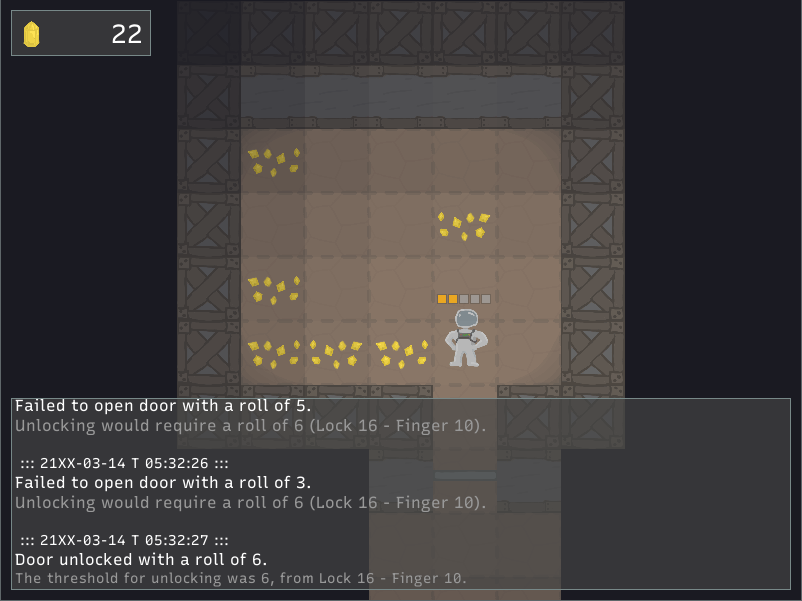 22
Failed to open door with a roll of 5.
Unlocking would require a roll of 6 (Lock 16 - Finger 10).
::: 21XX-03-14 T 05:32:26 :::
Failed to open door with a roll of 3.
Unlocking would require a roll of 6 (Lock 16 - Finger 10).
::: 21XX-03-14 T 05:32:27 :::
Door unlocked with a roll of 6.
The threshold for unlocking was 6, from Lock 16 - Finger 10.